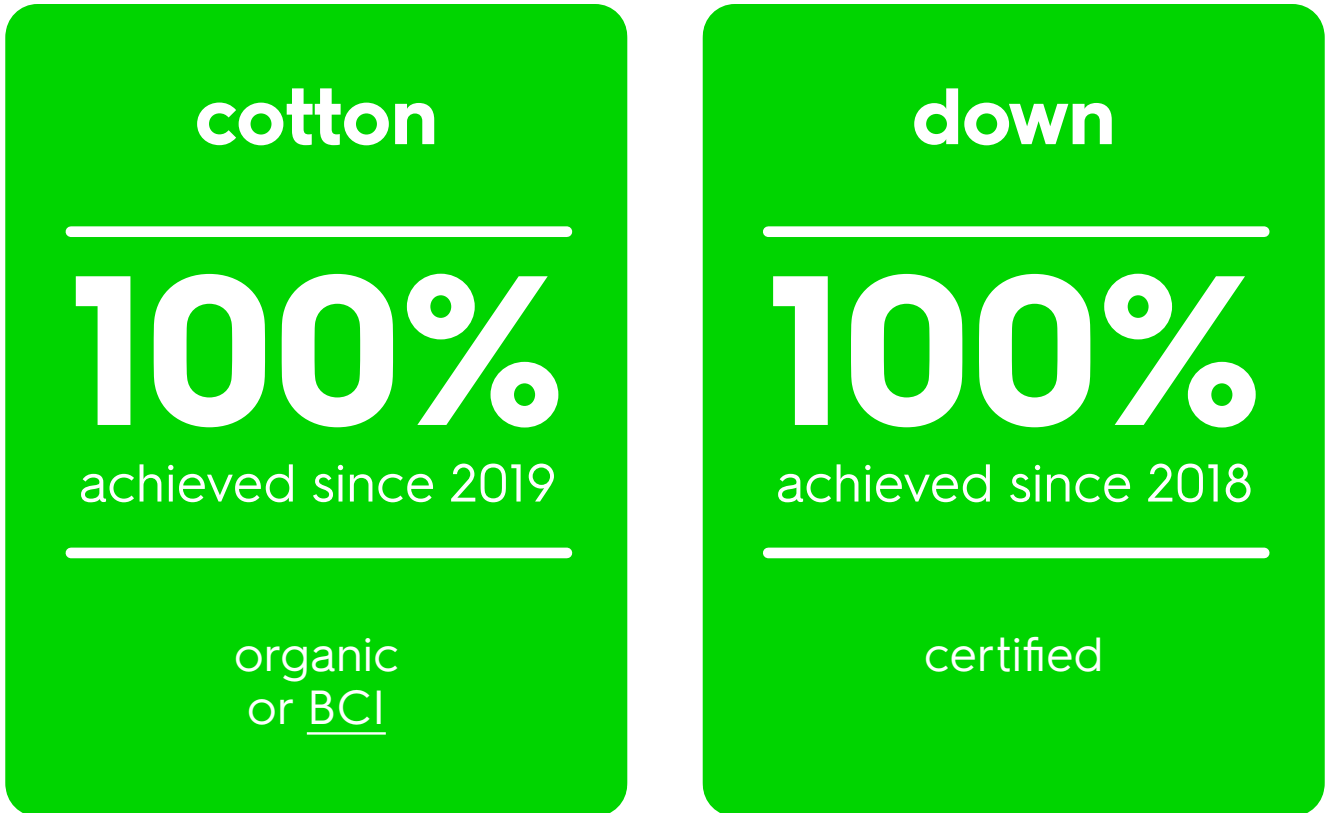 cotton
100%
achieved since 2019
organic
or BCI
down
100%
achieved since 2018
certified